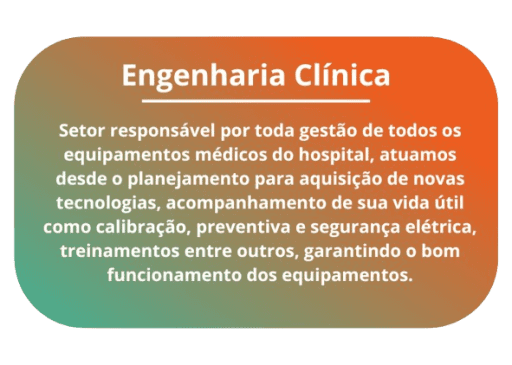 Engenharia Clínica
Setor responsável por toda gestão de todos os
equipamentos médicos do hospital, atuamos
desde o planejamento para aquisição de novas
tecnologias, acompanhamento de sua vida útil
como calibração, preventiva e segurança elétrica,
treinamentos entre outros, garantindo o bom
funcionamento dos equipamentos.